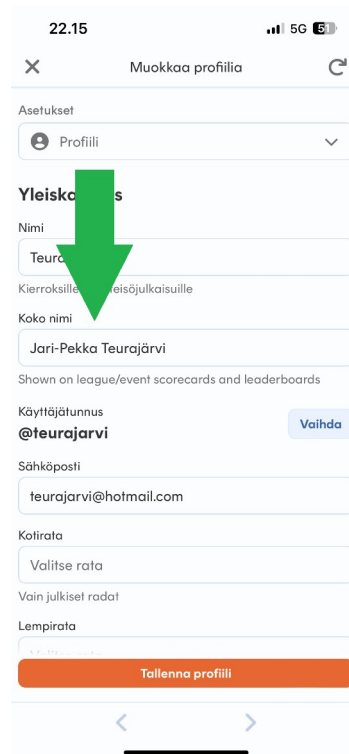 22.15
5G 51
Muokkaa profiilia
Asetukset
Profiili
Nimi
Kierroksille
Koko nimi
Jari-Pekka Teurajärvi
Shown on league/event scorecards and leaderboards
Käyttäjätunnus
@teurajarvi
Vaihda
Sähköposti
teurajarvi@hotmail.com
Kotirata
Valitse rata
Vain julkiset radat
Lempirata
Tallenna profiili